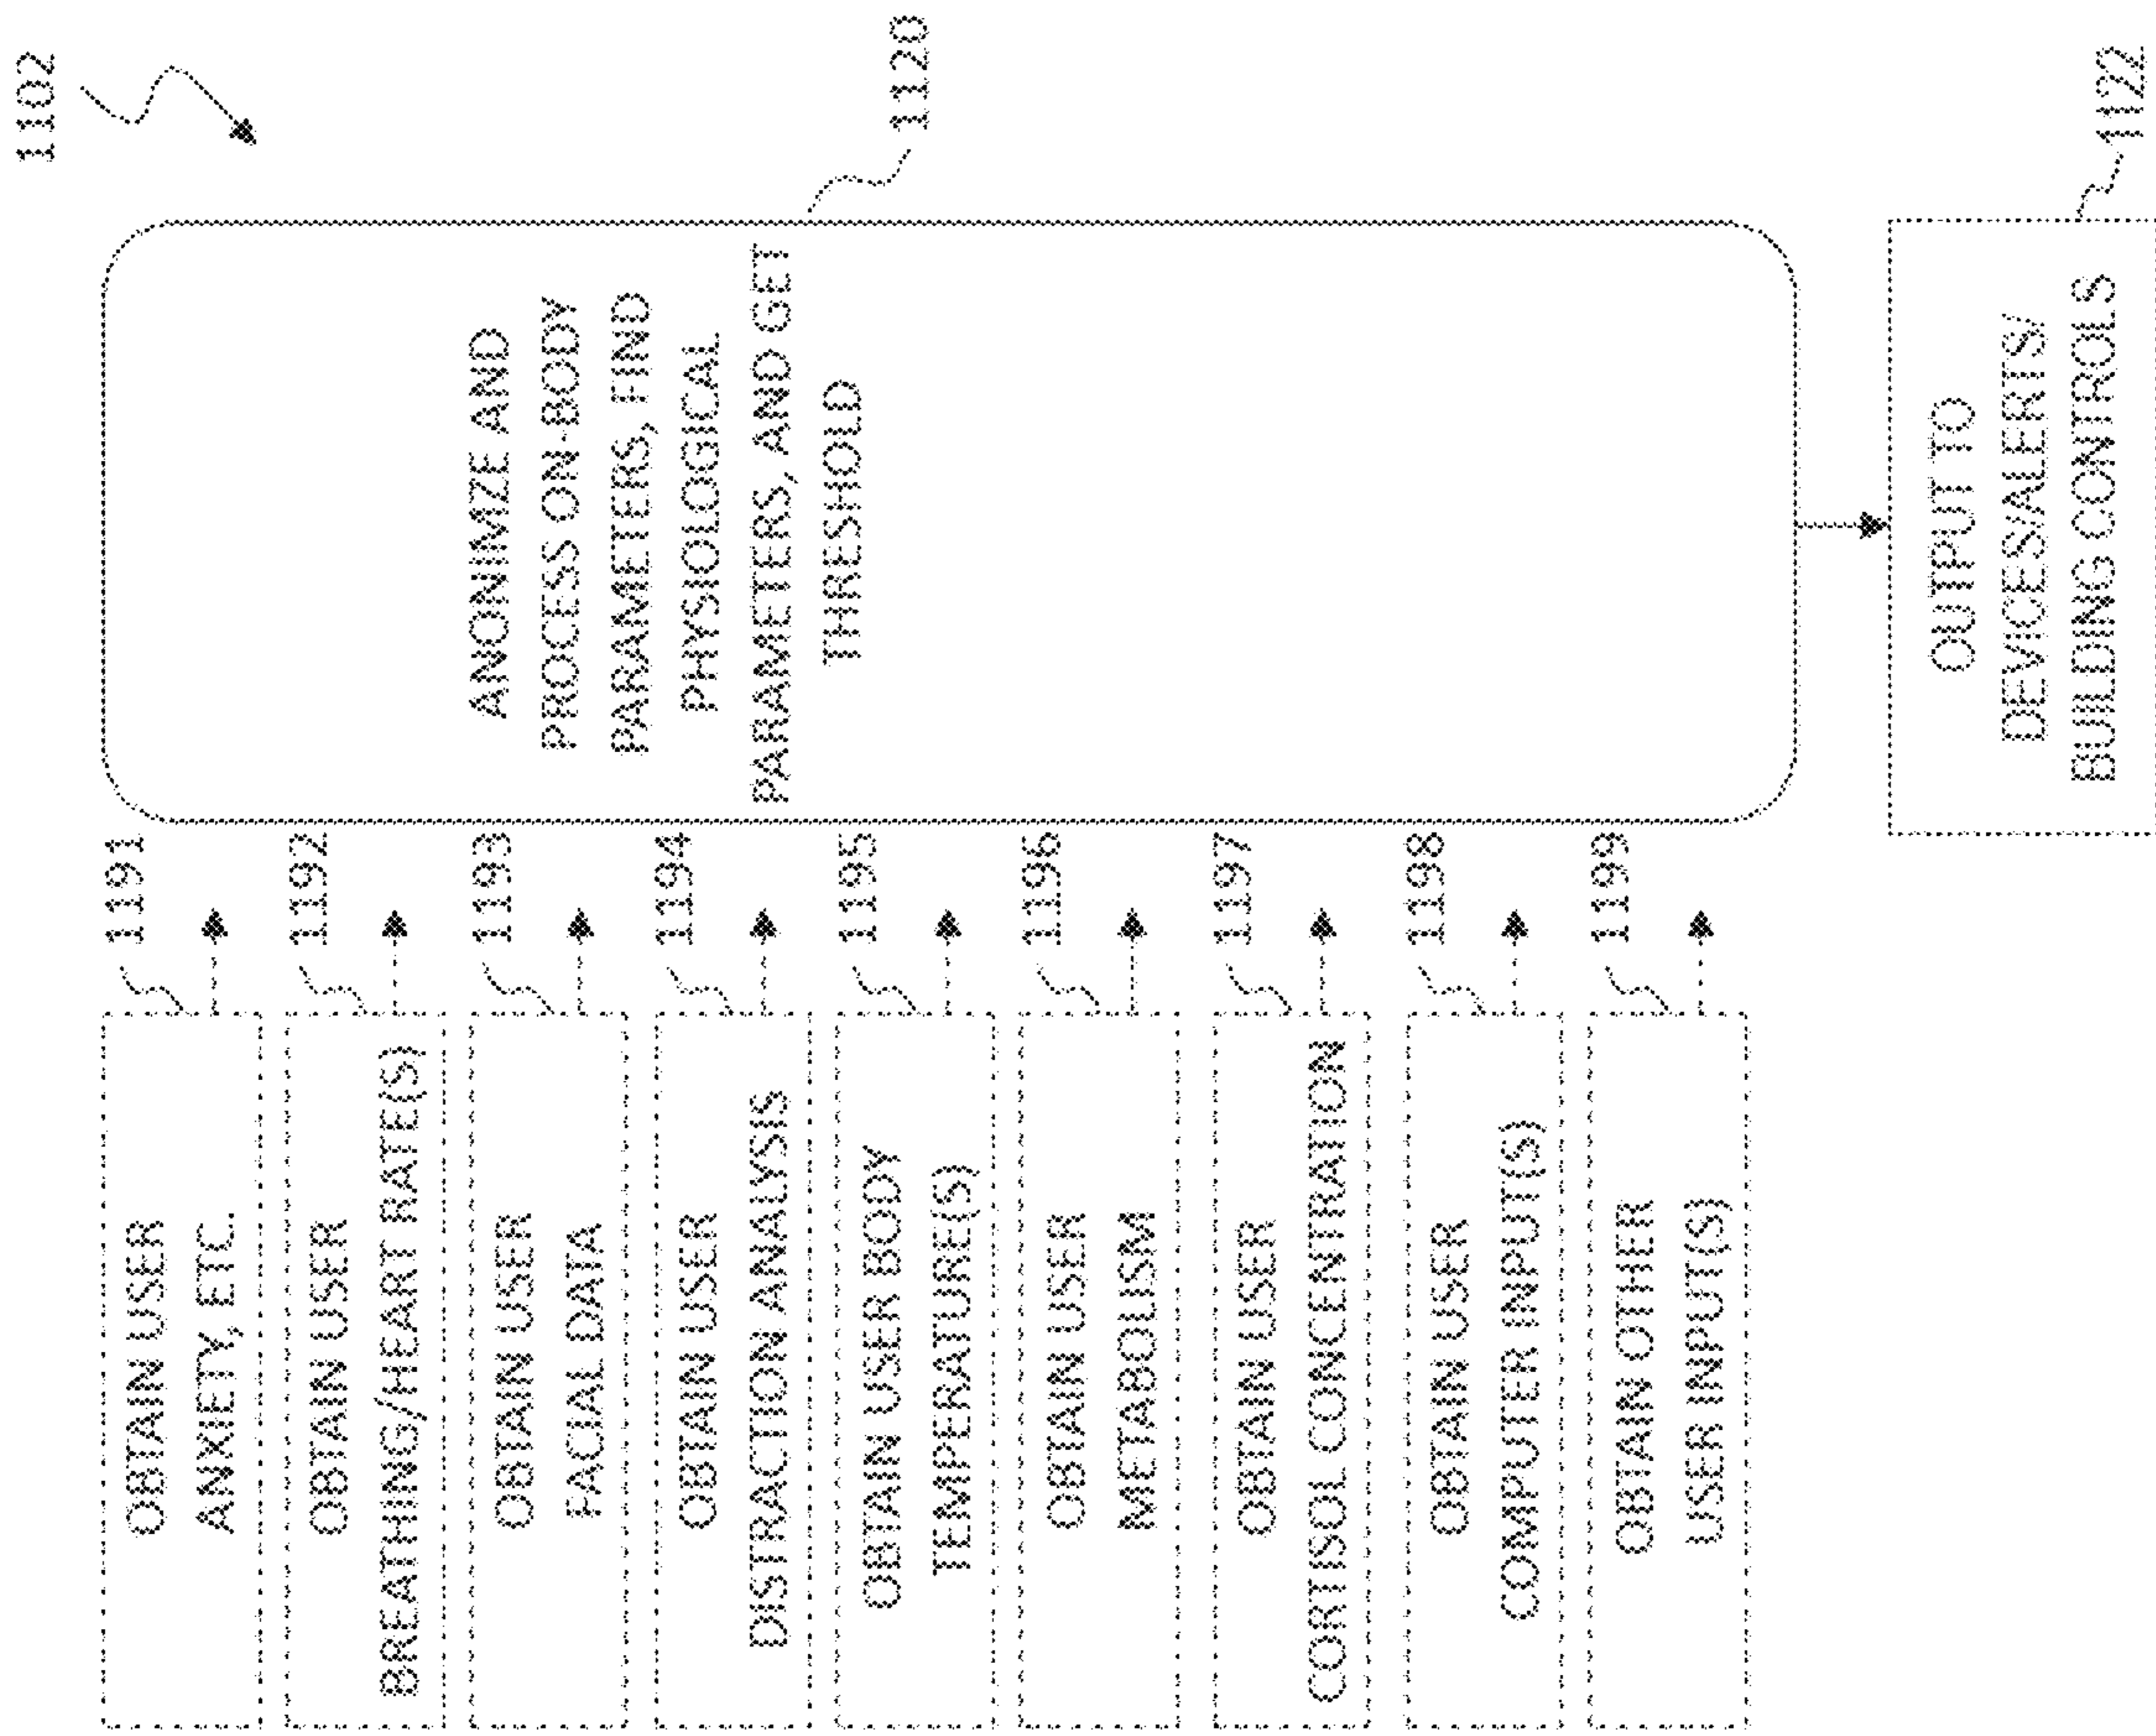 1102
OBTAIN USER
ANXIETY, ETC.
1191
OBTAIN USER
BREATHING/HEART RATE(S)
1192
OBTAIN USER
FACIAL DATA
1193
OBTAIN USER
DISTRACTION ANALYSIS
1194
OBTAIN USER BODY
TEMPERATURE(S)
1195
OBTAIN USER
METABOLISM
1196
OBTAIN USER
CORTISOL CONCENTRATION
1197
OBTAIN USER
COMPUTER INPUT(S)
1198
OBTAIN OTHER
USER INPUT(S)
1199
ANONIMIZE AND
PROCESS ON-BODY
PARAMETERS, FIND
PHYSIOLOGICAL
PARAMETERS, AND GET
THRESHOLD
1120
OUTPUT TO
DEVICES/ALERTS/
BUILDING CONTROLS
1122